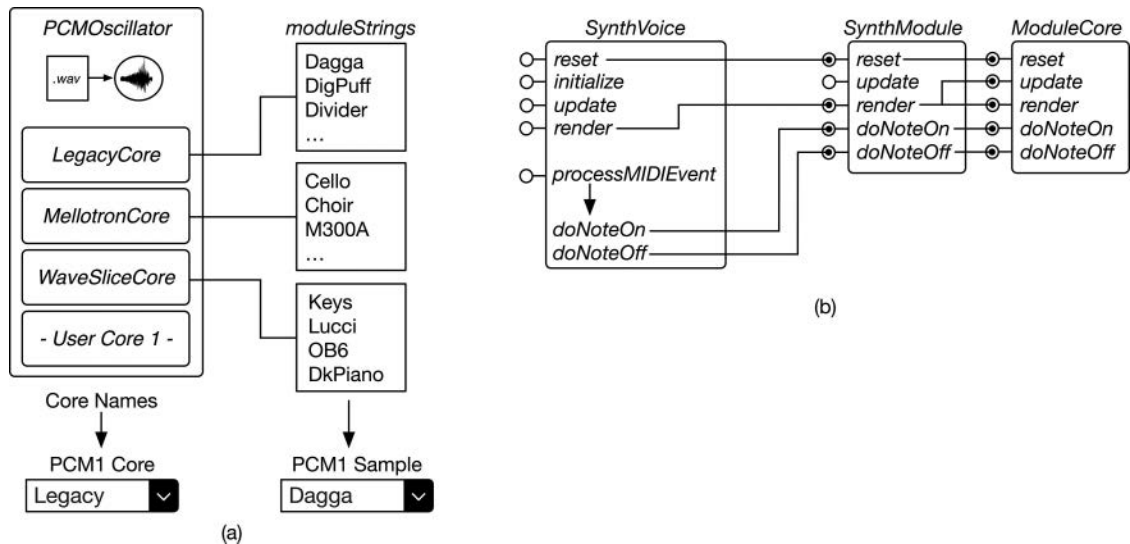 PCMOscillator
.wav
LegacyCore
MellotronCore
WaveSliceCore
- User Core 1 -
Core Names
PCM1 Core
Legacy
moduleStrings
Dagga
DigPuff
Divider
...
Cello
Choir
M300A
...
Keys
Lucci
OB6
DkPiano
PCM1 Sample
Dagga
(a)
SynthVoice
reset
initialize
update
render
processMIDIEvent
doNoteOn
doNoteOff
SynthModule
reset
update
render
doNoteOn
doNoteOff
ModuleCore
reset
update
render
doNoteOn
doNoteOff
(b)